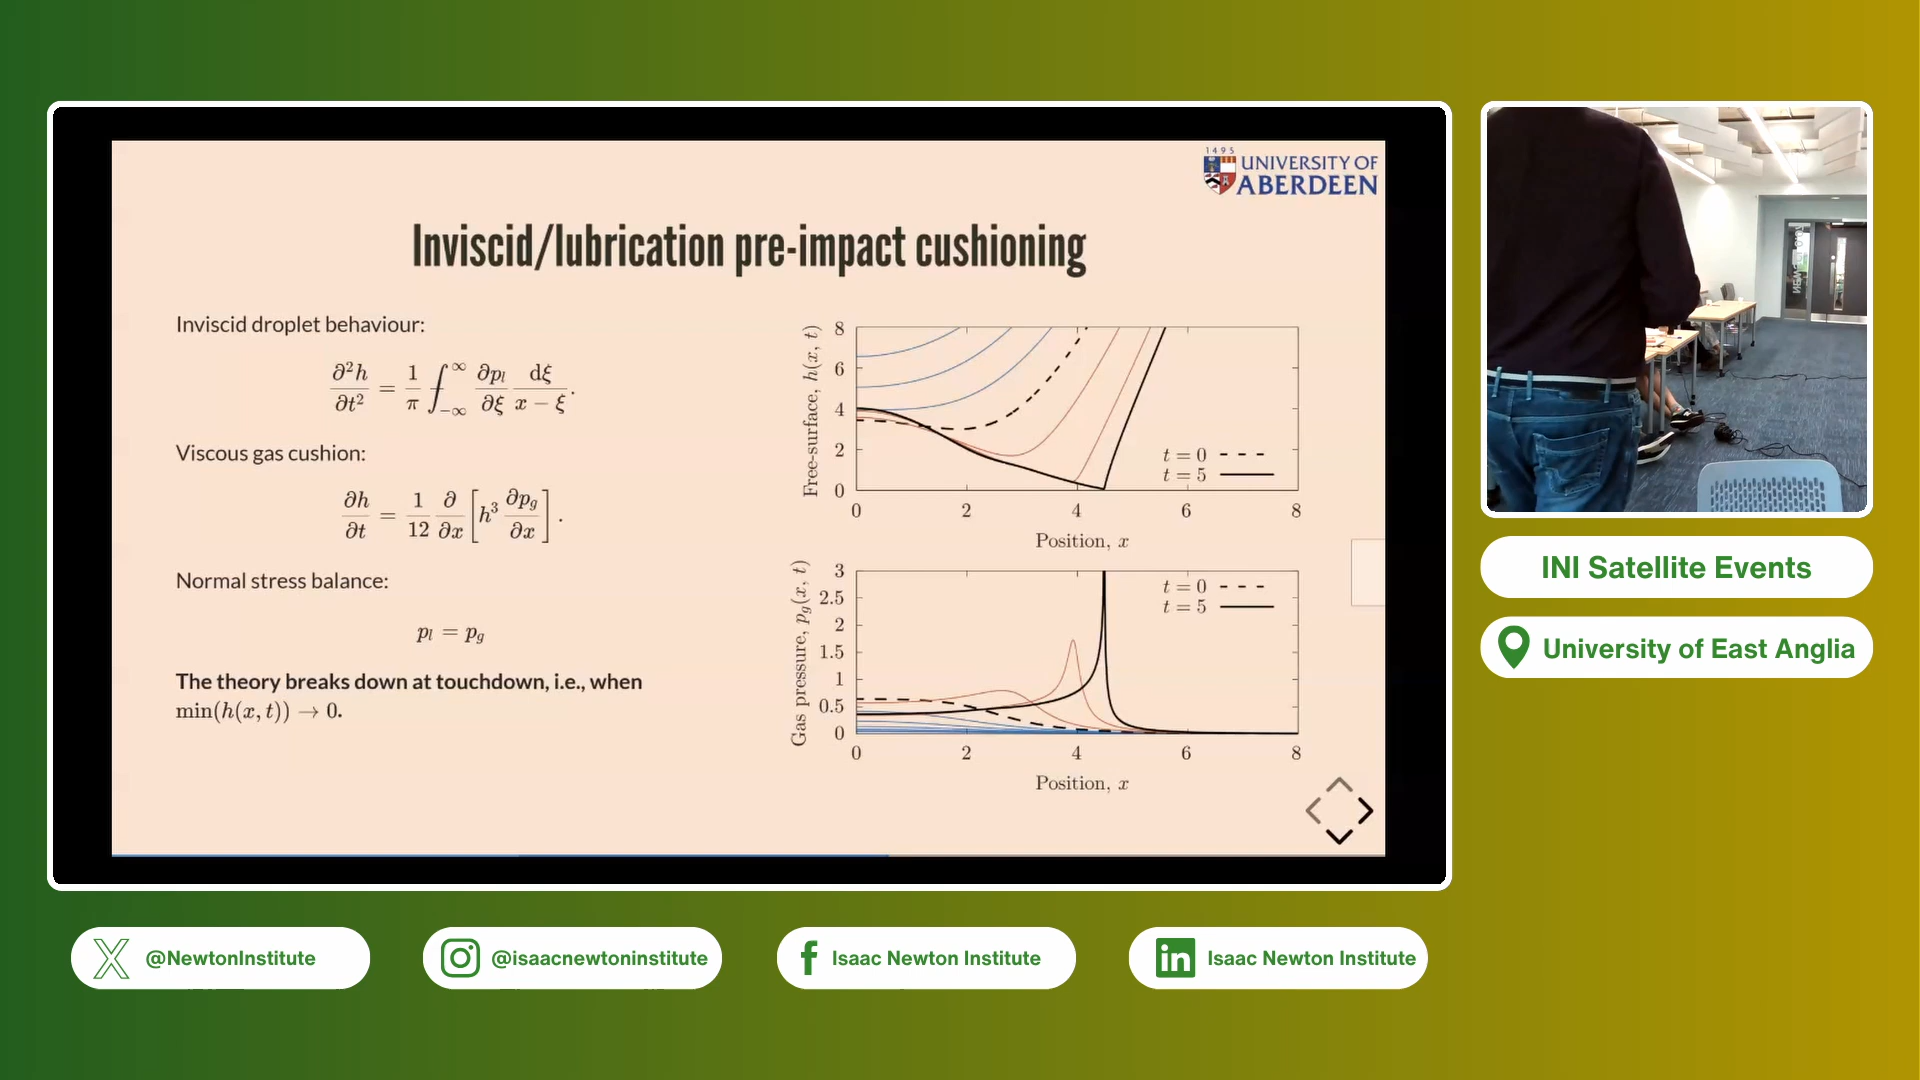 1495
UNIVERSITY OF
ABERDEEN
Inviscid/lubrication pre-impact cushioning
Inviscid droplet behaviour:
∂²h/∂t² = 1/π ∫_{-∞}^{∞} ∂p_l/∂ξ dξ/(x − ξ).
Viscous gas cushion:
∂h/∂t = 1/12 ∂/∂x [h³ ∂p_g/∂x].
Normal stress balance:
p_l = p_g
The theory breaks down at touchdown, i.e., when
min(h(x, t)) → 0.
Free-surface, h(x, t)
8
6
4
2
0
t = 0
t = 5
0 2 4 6 8
Position, x
Gas pressure, p_g(x, t)
3
2.5
2
1.5
1
0.5
0
t = 0
t = 5
0 2 4 6 8
Position, x
INI Satellite Events
University of East Anglia
@NewtonInstitute
@isaacnewtoninstitute
Isaac Newton Institute
Isaac Newton Institute